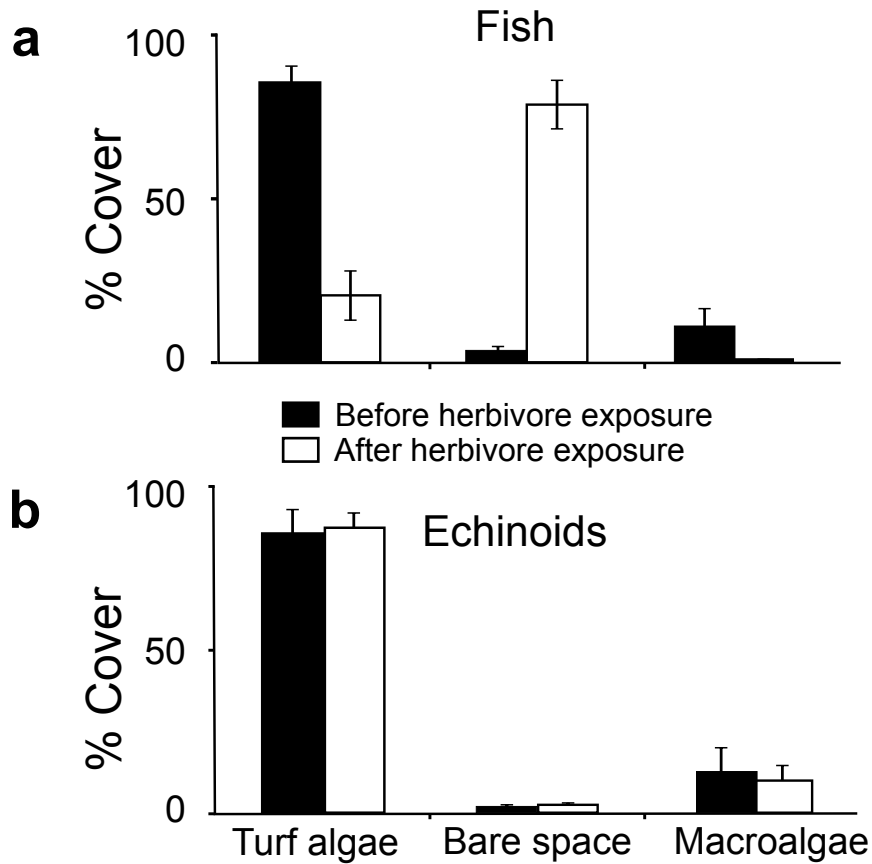 a
Fish
100
50
0
% Cover
Before herbivore exposure
After herbivore exposure
b
Echinoids
100
50
0
% Cover
Turf algae Bare space Macroalgae